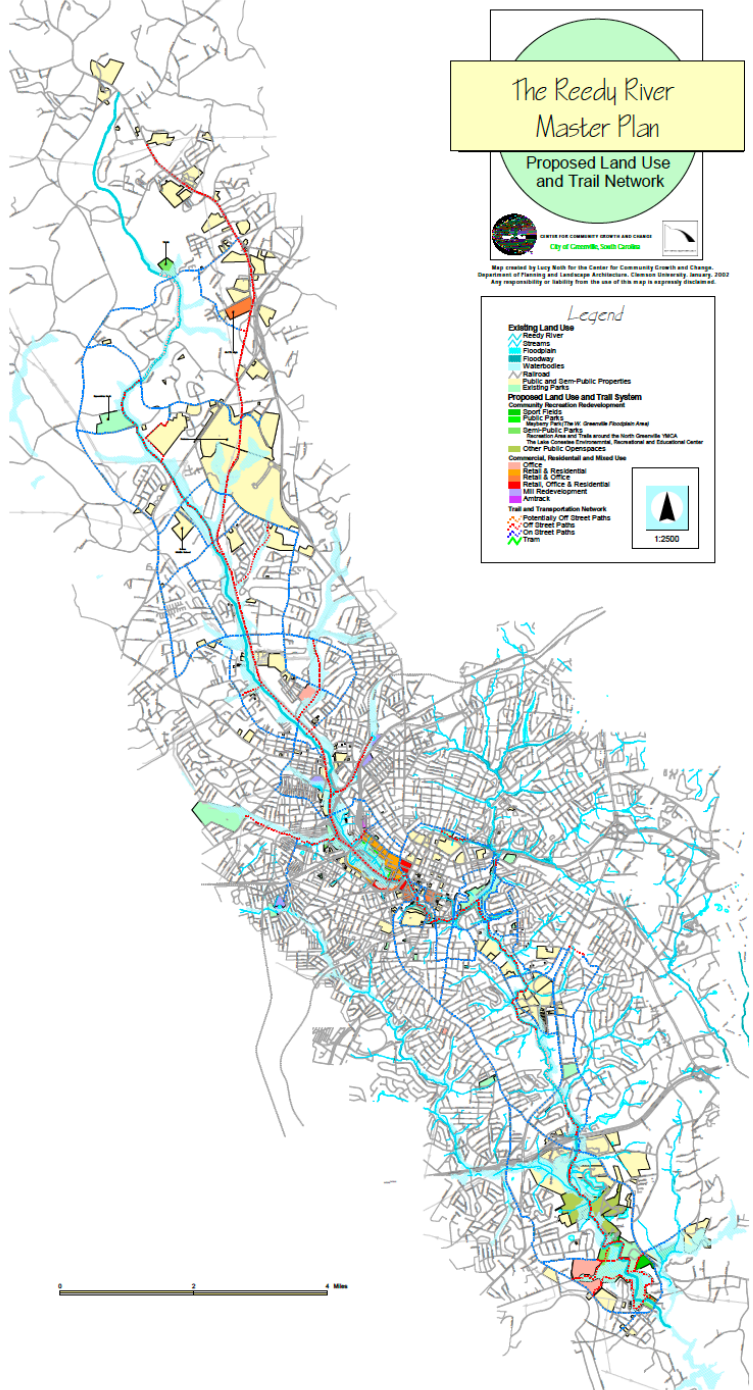 The Reedy River
Master Plan
Proposed Land Use
and Trail Network
CENTER FOR COMMUNITY GROWTH AND CHANGE
City of Greenville, South Carolina
Map created by Lucy Noth for the Center for Community Growth and Change.
Department of Planning and Landscape Architecture. Clemson University. January, 2002
Any responsibility or liability from the use of this map is expressly disclaimed.
Legend
Existing Land Use
Reedy River
Streams
Floodplain
Floodway
Waterbodies
Railroad
Public and Sem-Public Properties
Existing Parks
Proposed Land Use and Trail System
Community Recreation Redevelopment
Sport Fields
Public Parks
Mayberry Park (The W. Greenville Floodplain Area)
Semi-Public Parks
Recreation Area and Trails around the North Greenville YMCA
The Lake Conestee Environmental, Recreational and Educational Center
Other Public Openspaces
Commercial, Residentail and Mixed Use
Office
Retail & Residential
Retail & Office
Retail, Office & Residential
Mill Redevelopment
Amtrack
Trail and Transportation Network
Potentially Off Street Paths
Off Street Paths
On Street Paths
Tram
1:2500
0 2 4 Miles